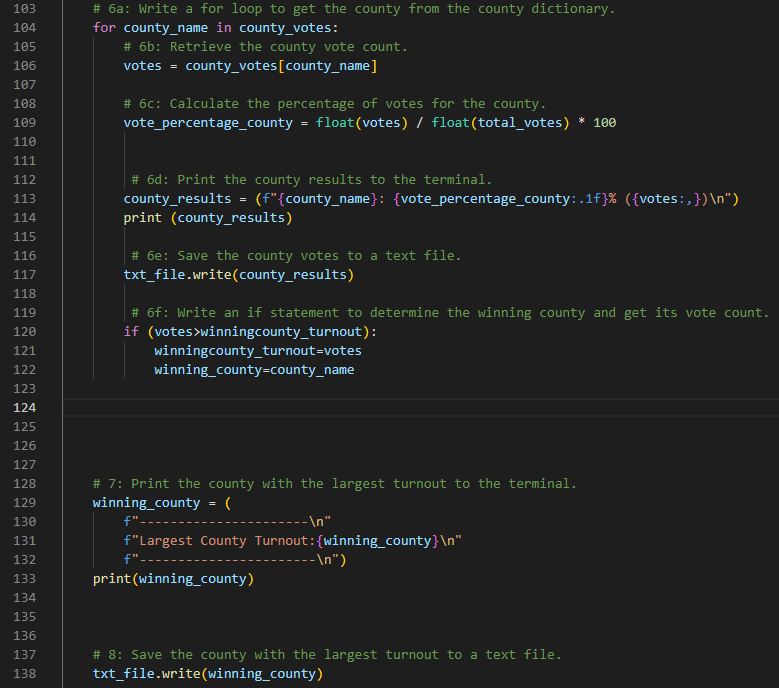 103 # 6a: Write a for loop to get the county from the county dictionary.
104 for county_name in county_votes:
105 # 6b: Retrieve the county vote count.
106 votes = county_votes[county_name]
107
108 # 6c: Calculate the percentage of votes for the county.
109 vote_percentage_county = float(votes) / float(total_votes) * 100
110
111
112 # 6d: Print the county results to the terminal.
113 county_results = (f"{county_name}: {vote_percentage_county:.1f}% ({votes:,})\n")
114 print (county_results)
115
116 # 6e: Save the county votes to a text file.
117 txt_file.write(county_results)
118
119 # 6f: Write an if statement to determine the winning county and get its vote count.
120 if (votes>winningcounty_turnout):
121 winningcounty_turnout=votes
122 winning_county=county_name
123
124
125
126
127
128 # 7: Print the county with the largest turnout to the terminal.
129 winning_county = (
130 f"----------------------\n"
131 f"Largest County Turnout:{winning_county}\n"
132 f"-----------------------\n")
133 print(winning_county)
134
135
136
137 # 8: Save the county with the largest turnout to a text file.
138 txt_file.write(winning_county)